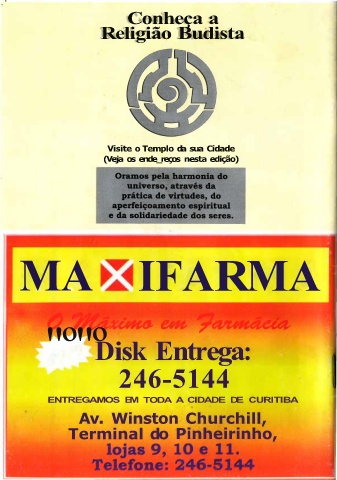 Conheça a
Religião Budista
Visite o Templo da sua Cidade
(Veja os ende_reços nesta edição)
Oramos pela harmonia do
universo, através da
prática de virtudes, do
aperfeiçoamento espiritual
e da solidariedade dos seres.
MAXIFARMA
O Máximo em Farmácia
Disk Entrega:
246-5144
ENTREGAMOS EM TODA A CIDADE DE CURITIBA
Av. Winston Churchill,
Terminal do Pinheirinho,
lojas 9, 10 e 11.
Telefone: 246-5144